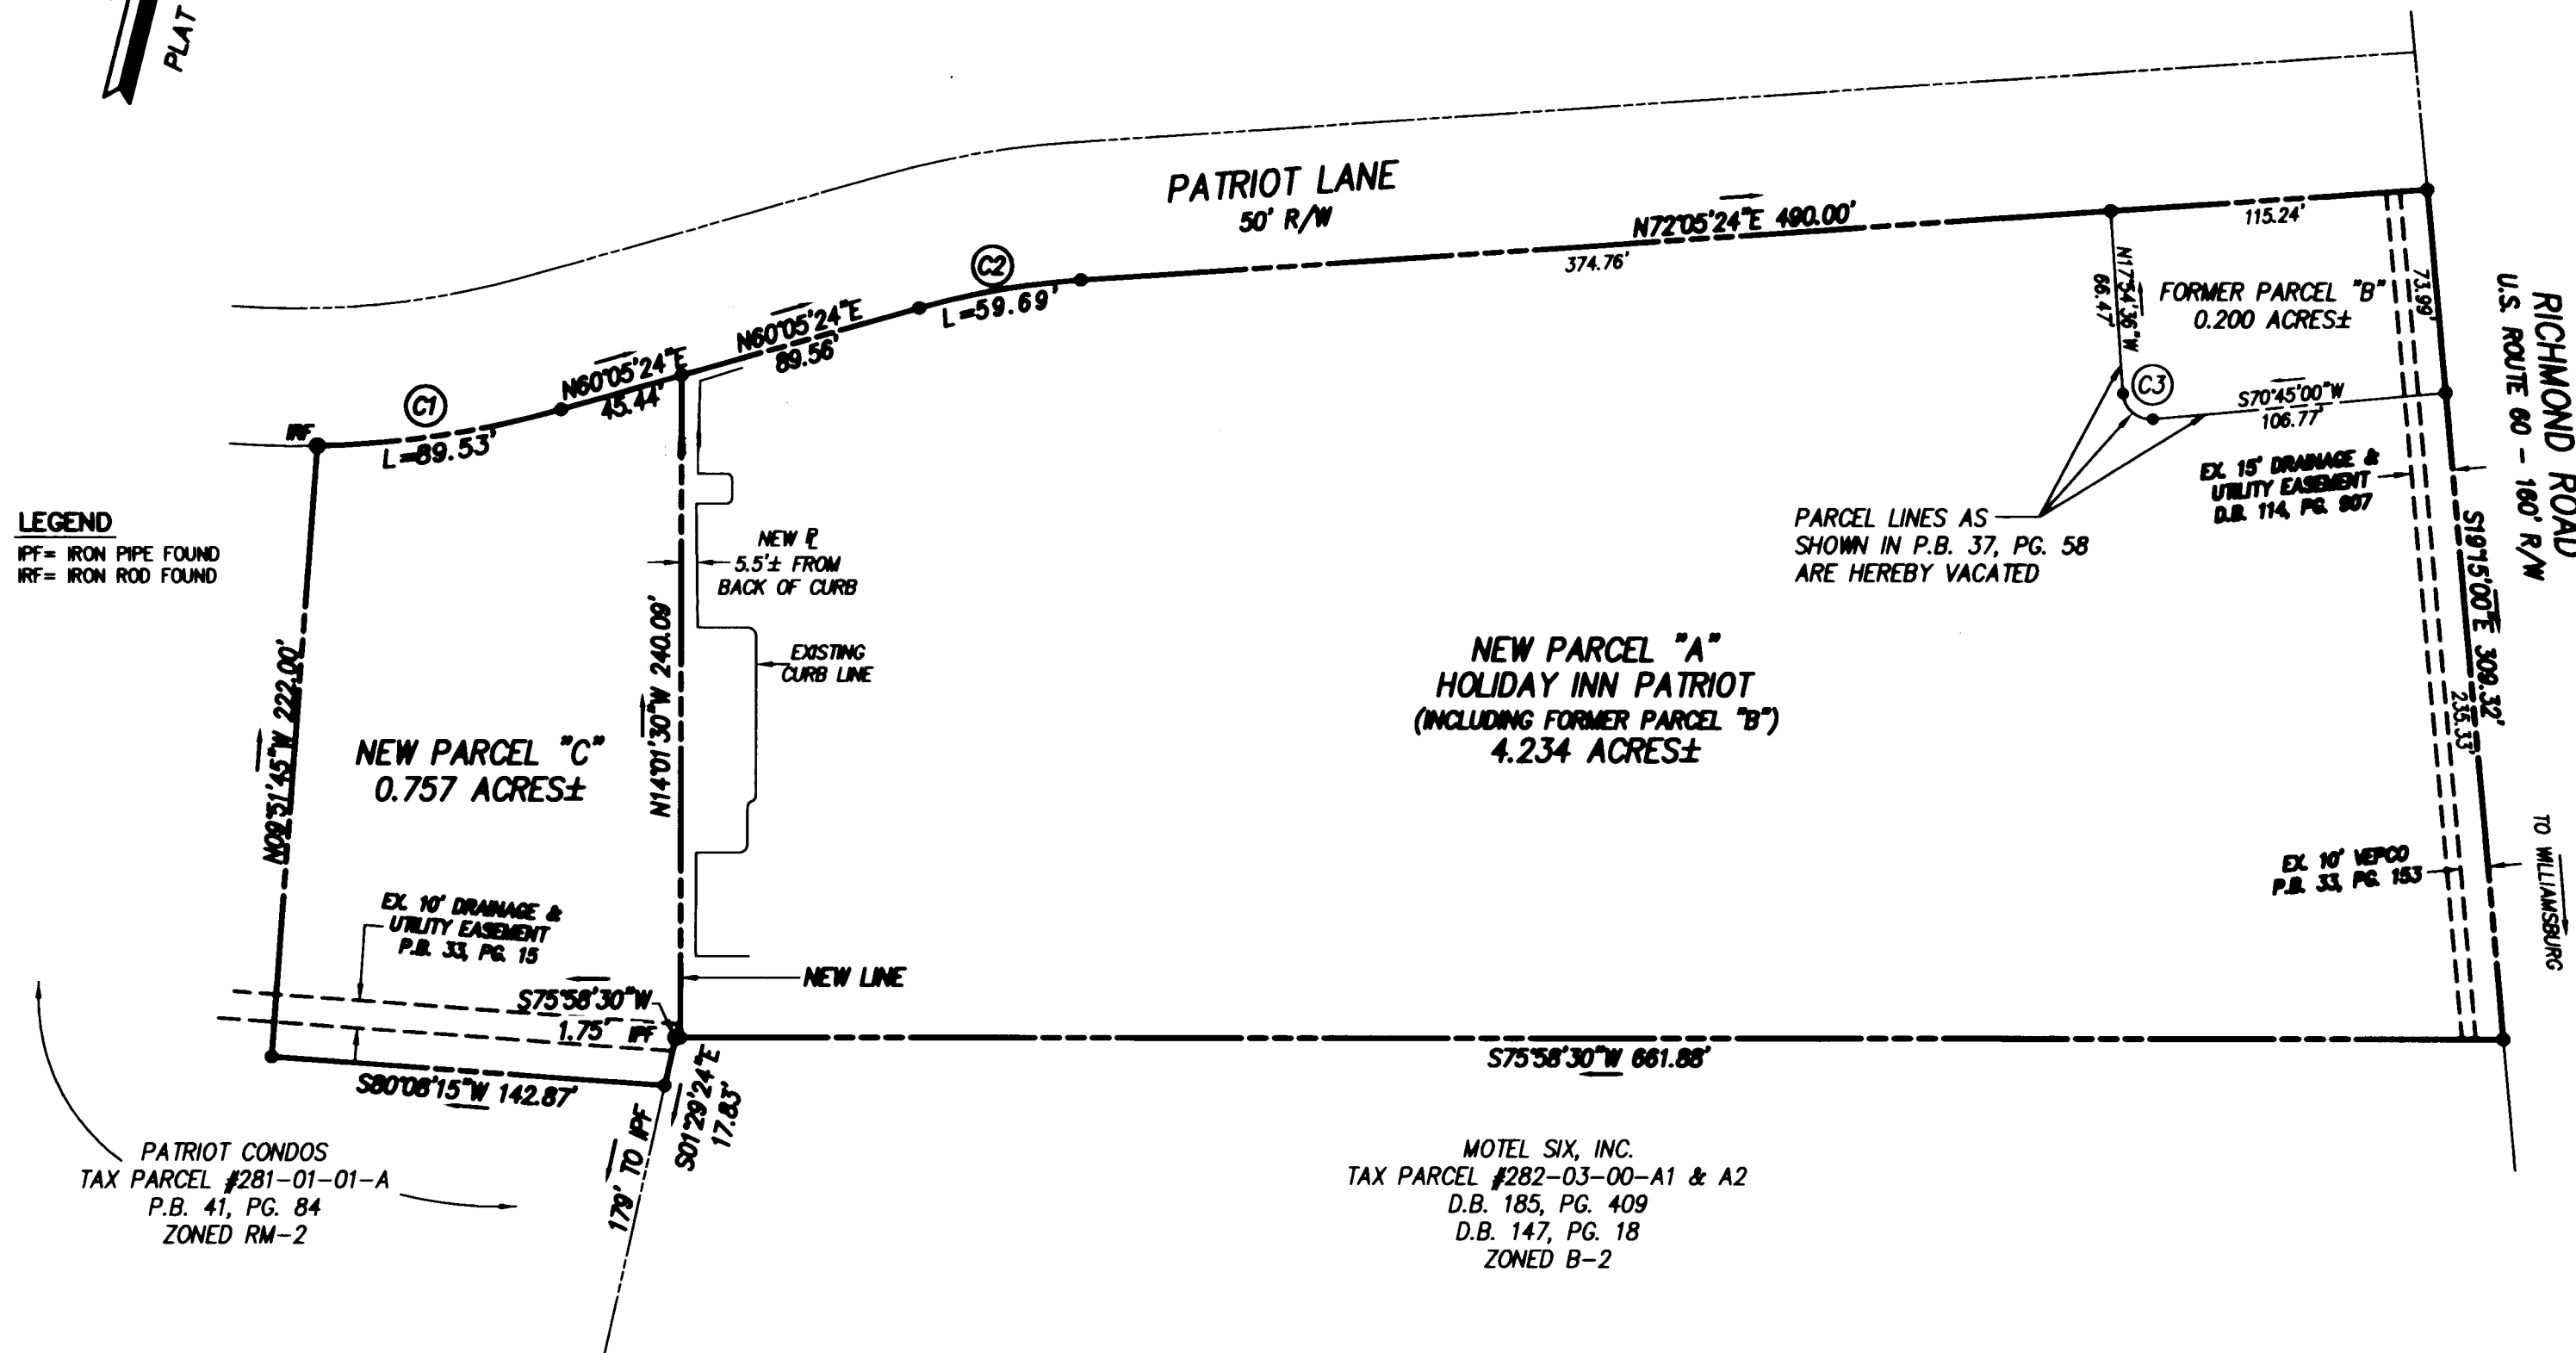 PLAT
PATRIOT LANE
50' R/W
N72°05'24"E 490.00'
374.76'
115.24'
C2
L=59.69'
N60°05'24"E
89.56'
N60°05'24"E
45.44'
C1
L=89.53'
IRF
N17°54'36"W
66.47'
FORMER PARCEL "B"
0.200 ACRES±
73.99'
C3
S70°45'00"W
106.77'
RICHMOND ROAD
U.S. ROUTE 60 - 160' R/W
EX. 15' DRAINAGE &
UTILITY EASEMENT
D.B. 114, PG. 907
S19°15'00"E 309.32'
235.33'
LEGEND
IPF= IRON PIPE FOUND
IRF= IRON ROD FOUND
NEW PL
5.5'± FROM
BACK OF CURB
EXISTING
CURB LINE
PARCEL LINES AS
SHOWN IN P.B. 37, PG. 58
ARE HEREBY VACATED
N09°51'45"W 222.00'
NEW PARCEL "C"
0.757 ACRES±
N14°01'30"W 240.09'
NEW PARCEL "A"
HOLIDAY INN PATRIOT
(INCLUDING FORMER PARCEL "B")
4.234 ACRES±
EX. 10' VEPCO
P.B. 33, PG. 153
TO WILLIAMSBURG
EX. 10' DRAINAGE &
UTILITY EASEMENT
P.B. 33, PG. 15
NEW LINE
S75°58'30"W
1.75'
IPF
S75°58'30"W 661.88'
S80°08'15"W 142.87'
S01°29'24"E
17.83'
179' TO IPF
PATRIOT CONDOS
TAX PARCEL #281-01-01-A
P.B. 41, PG. 84
ZONED RM-2
MOTEL SIX, INC.
TAX PARCEL #282-03-00-A1 & A2
D.B. 185, PG. 409
D.B. 147, PG. 18
ZONED B-2